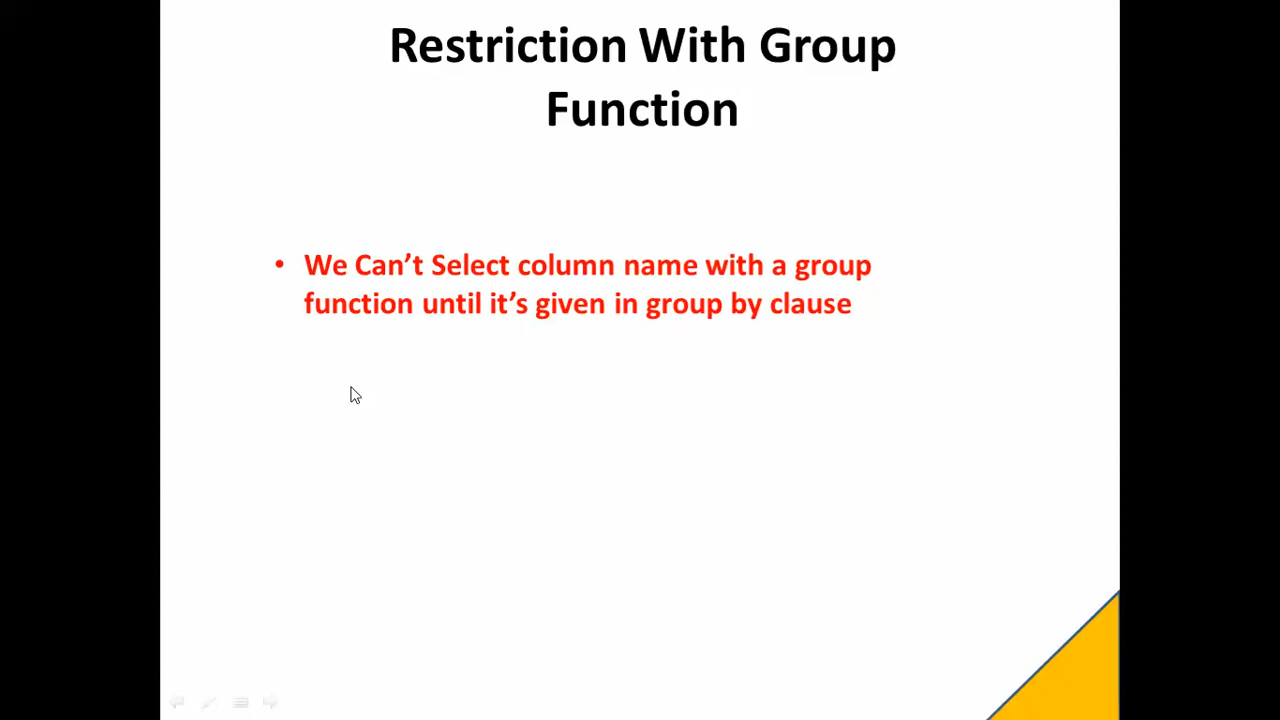 Restriction With Group
Function
• We Can’t Select column name with a group
function until it’s given in group by clause